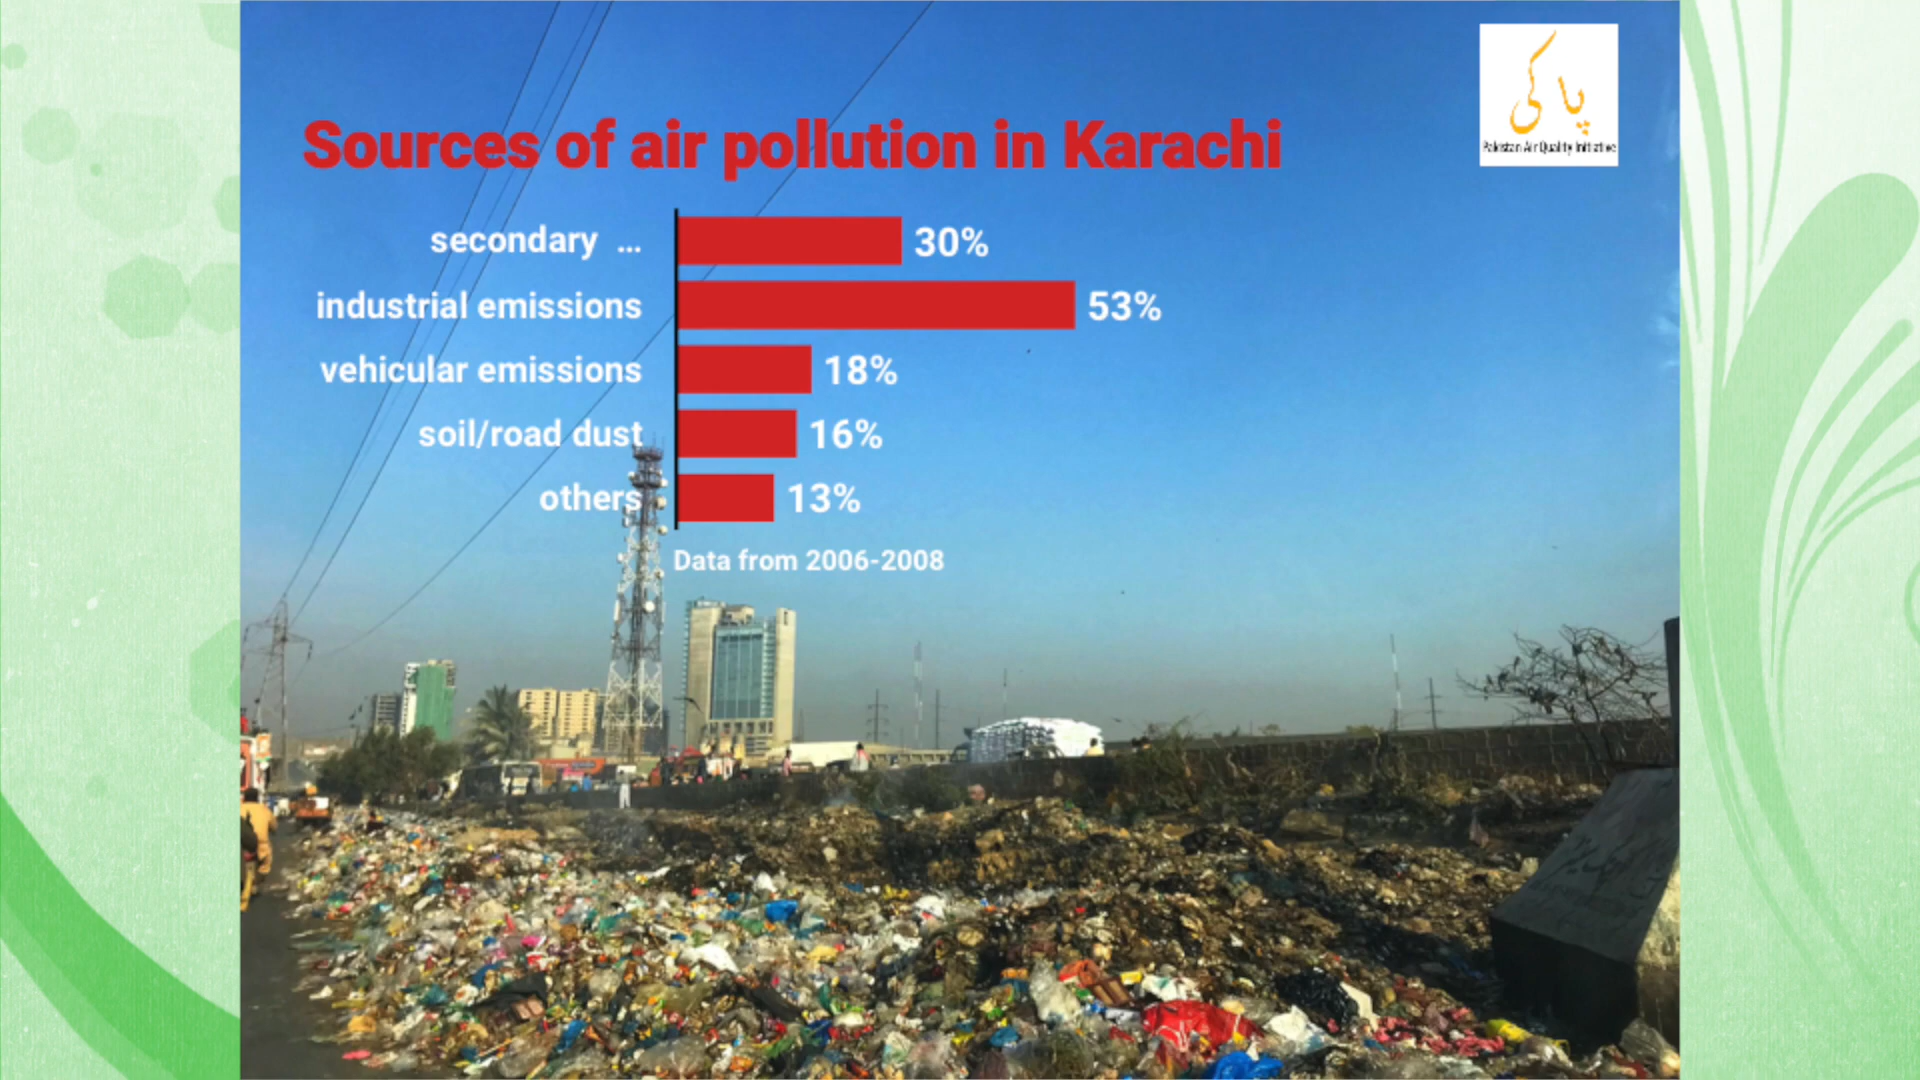 Sources of air pollution in Karachi
پاکی
Pakistan Air Quality Initiative
secondary ...
30%
industrial emissions
53%
vehicular emissions
18%
soil/road dust
16%
others
13%
Data from 2006-2008